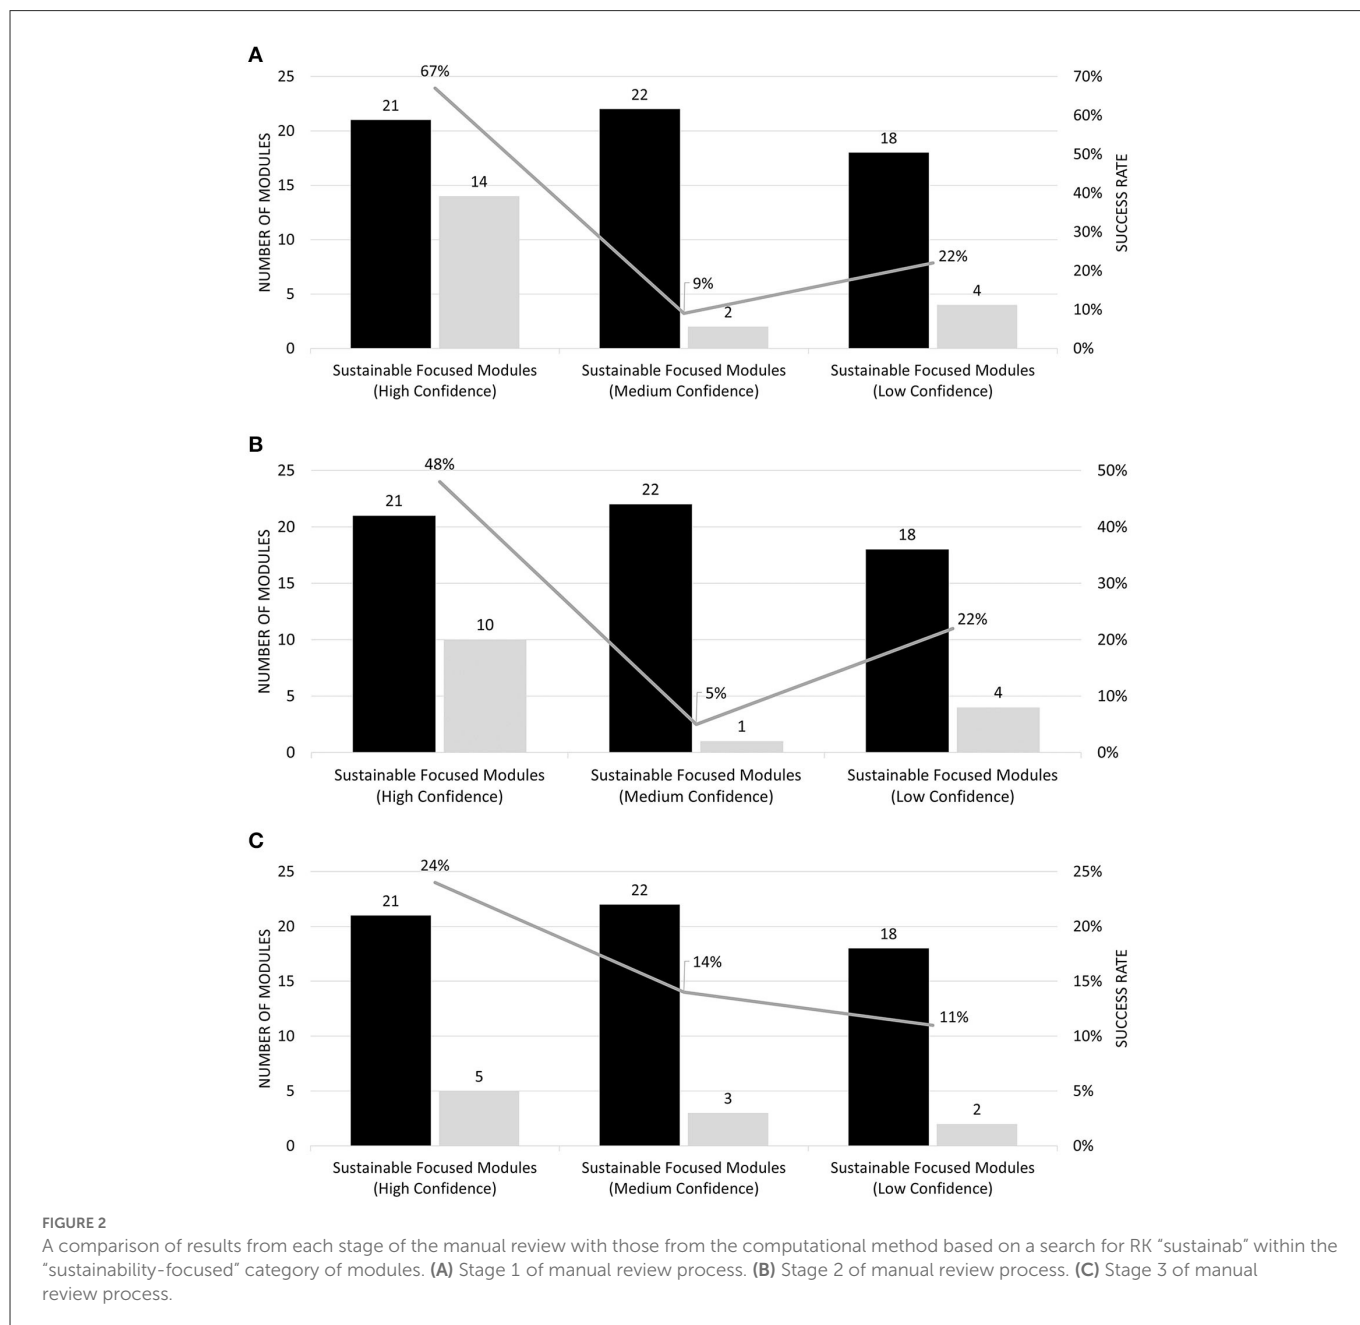 A
67%
25
20
15
10
5
0
NUMBER OF MODULES
21
14
22
2
9%
18
4
22%
70%
60%
50%
40%
30%
20%
10%
0%
SUCCESS RATE
Sustainable Focused Modules
(High Confidence)
Sustainable Focused Modules
(Medium Confidence)
Sustainable Focused Modules
(Low Confidence)
B
48%
25
20
15
10
5
0
NUMBER OF MODULES
21
10
22
1
5%
18
4
22%
50%
40%
30%
20%
10%
0%
Sustainable Focused Modules
(High Confidence)
Sustainable Focused Modules
(Medium Confidence)
Sustainable Focused Modules
(Low Confidence)
C
24%
25
20
15
10
5
0
NUMBER OF MODULES
21
5
22
3
14%
18
2
11%
25%
20%
15%
10%
5%
0%
SUCCESS RATE
Sustainable Focused Modules
(High Confidence)
Sustainable Focused Modules
(Medium Confidence)
Sustainable Focused Modules
(Low Confidence)
FIGURE 2
A comparison of results from each stage of the manual review with those from the computational method based on a search for RK “sustainab” within the
“sustainability-focused” category of modules. (A) Stage 1 of manual review process. (B) Stage 2 of manual review process. (C) Stage 3 of manual
review process.